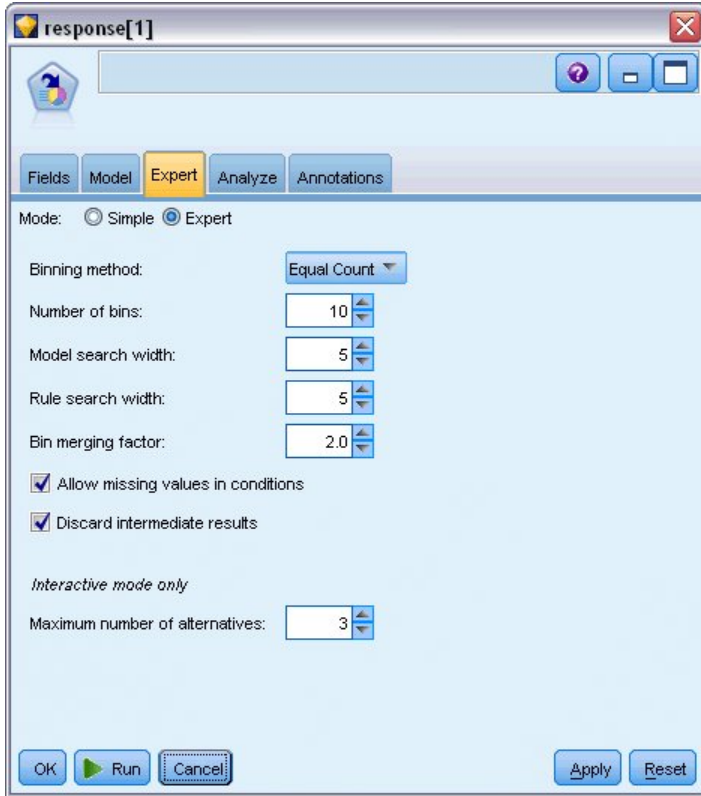 response[1]
Fields Model Expert Analyze Annotations
Mode: Simple Expert
Binning method: Equal Count
Number of bins: 10
Model search width: 5
Rule search width: 5
Bin merging factor: 2.0
Allow missing values in conditions
Discard intermediate results
Interactive mode only
Maximum number of alternatives: 3
OK Run Cancel Apply Reset